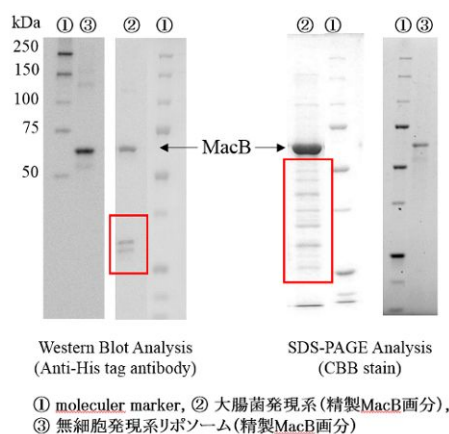 kDa ① ③ ② ① ② ① ① ③
250
150
100
75
50
MacB
Western Blot Analysis
(Anti-His tag antibody)
SDS-PAGE Analysis
(CBB stain)
① moleculer marker, ② 大腸菌発現系(精製MacB画分),
③ 無細胞発現系リポソーム(精製MacB画分)